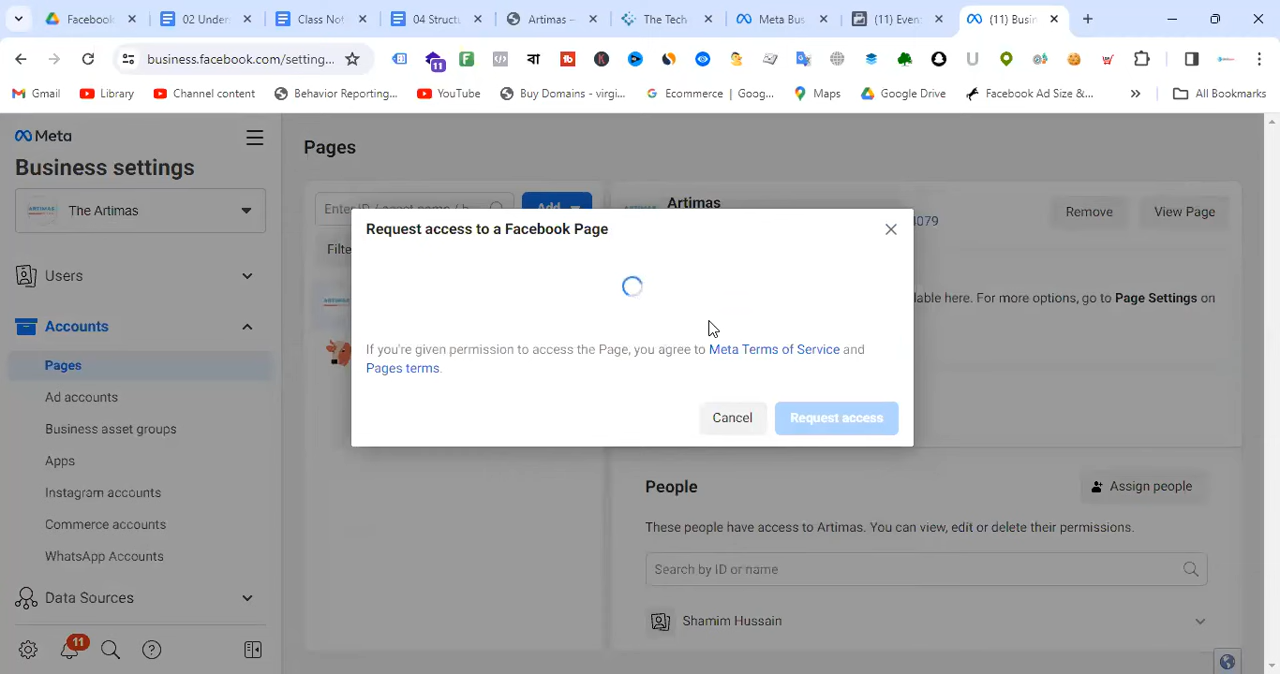 Facebook
02 Under
Class Not
04 Structu
Artimas –
The Tech
Meta Bus
(11) Even
(11) Busin
business.facebook.com/setting...
11
Gmail
Library
Channel content
Behavior Reporting...
YouTube
Buy Domains - virgi...
Ecommerce | Goog...
Maps
Google Drive
Facebook Ad Size &...
All Bookmarks
Meta
Business settings
The Artimas
Users
Accounts
Pages
Ad accounts
Business asset groups
Apps
Instagram accounts
Commerce accounts
WhatsApp Accounts
Data Sources
11
Pages
Add
Filte
Artimas
4079
Remove
View Page
lable here. For more options, go to Page Settings on
Request access to a Facebook Page
If you're given permission to access the Page, you agree to Meta Terms of Service and
Pages terms.
Cancel
Request access
People
Assign people
These people have access to Artimas. You can view, edit or delete their permissions.
Search by ID or name
Shamim Hussain